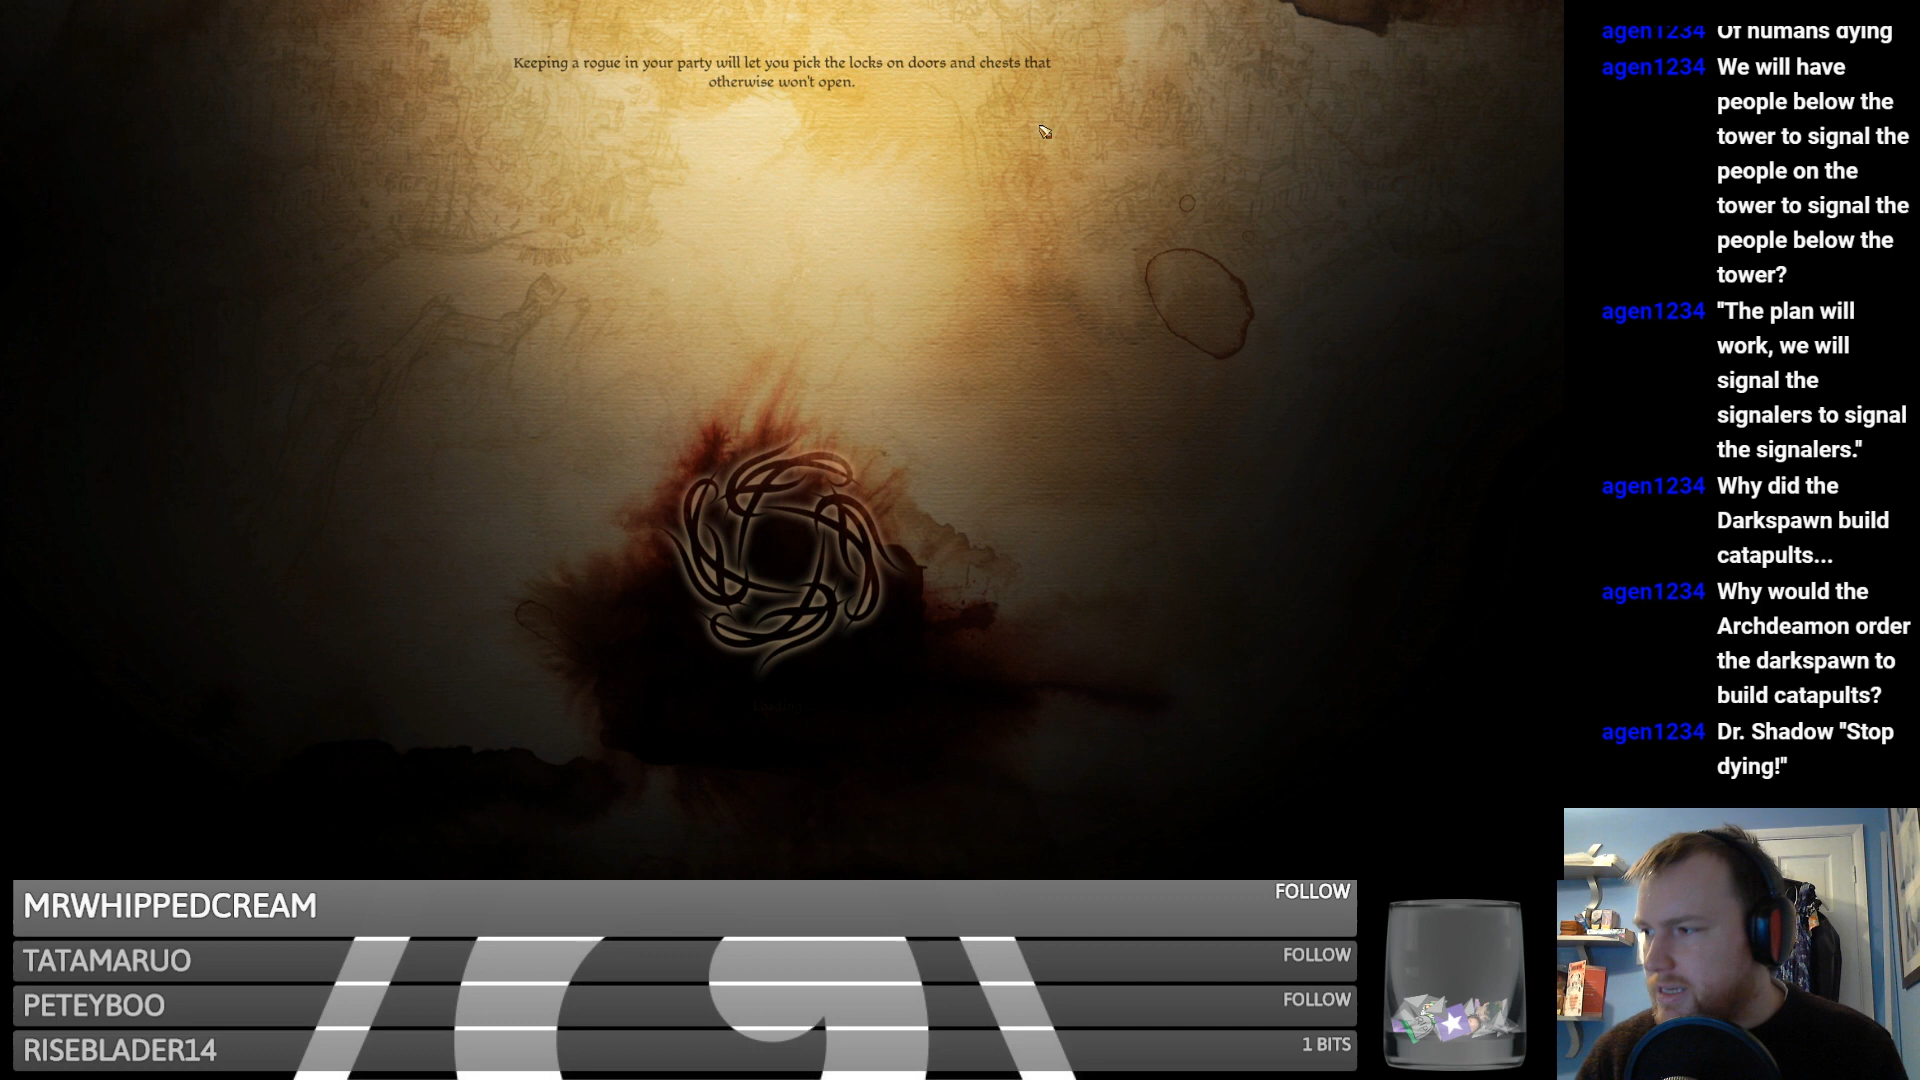 Keeping a rogue in your party will let you pick the locks on doors and chests that
otherwise won't open.
Loading...
agen1234 Of humans dying
agen1234 We will have
people below the
tower to signal the
people on the
tower to signal the
people below the
tower?
agen1234 "The plan will
work, we will
signal the
signalers to signal
the signalers."
agen1234 Why did the
Darkspawn build
catapults...
agen1234 Why would the
Archdeamon order
the darkspawn to
build catapults?
agen1234 Dr. Shadow "Stop
dying!"
MRWHIPPEDCREAM FOLLOW
TATAMARUO FOLLOW
PETEYBOO FOLLOW
RISEBLADER14 1 BITS